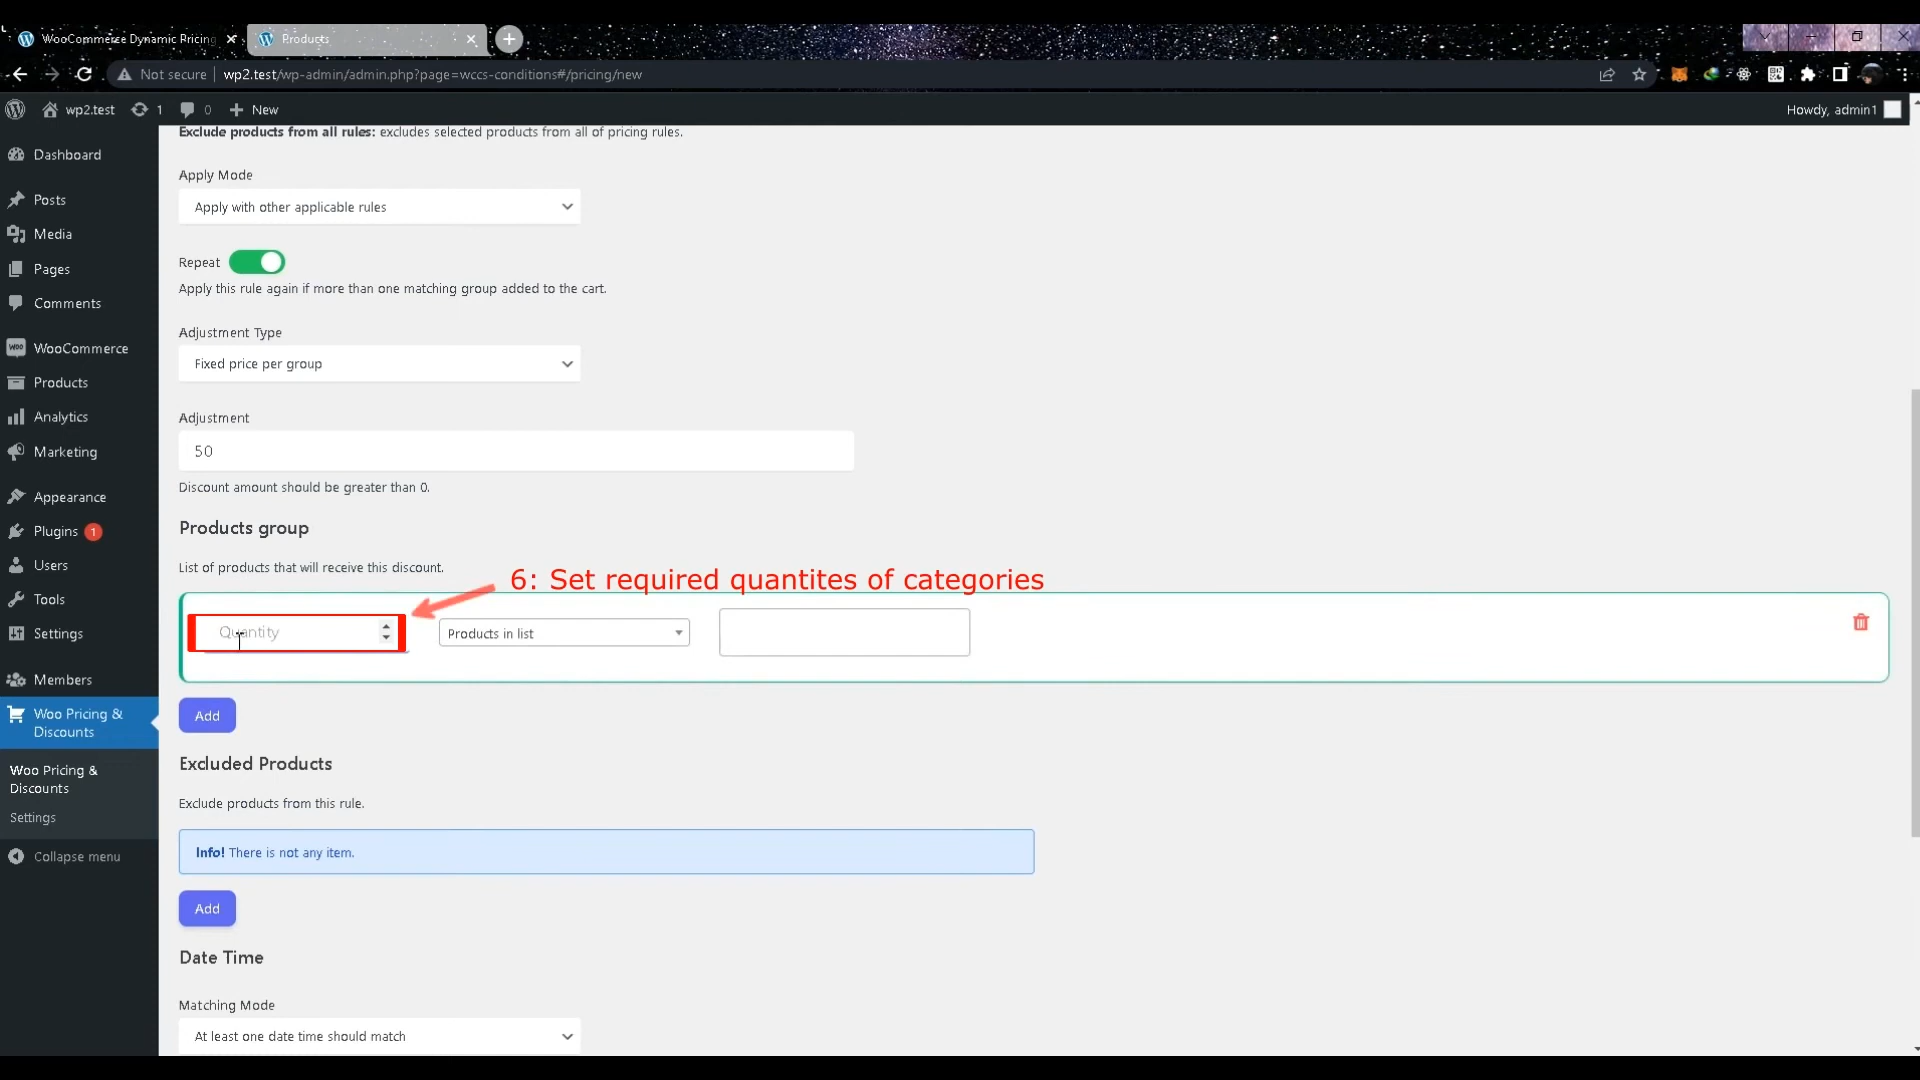 WooCommerce Dynamic Pricing
Products
Not secure
wp2.test/wp-admin/admin.php?page=wccs-conditions#/pricing/new
wp2.test
1
0
New
Howdy, admin1
Dashboard
Posts
Media
Pages
Comments
WooCommerce
Products
Analytics
Marketing
Appearance
Plugins 1
Users
Tools
Settings
Members
Woo Pricing &
Discounts
Woo Pricing &
Discounts
Settings
Collapse menu
Exclude products from all rules: excludes selected products from all of pricing rules.
Apply Mode
Apply with other applicable rules
Repeat
Apply this rule again if more than one matching group added to the cart.
Adjustment Type
Fixed price per group
Adjustment
50
Discount amount should be greater than 0.
Products group
List of products that will receive this discount.
6: Set required quantites of categories
Quantity
Products in list
Add
Excluded Products
Exclude products from this rule.
Info! There is not any item.
Add
Date Time
Matching Mode
At least one date time should match